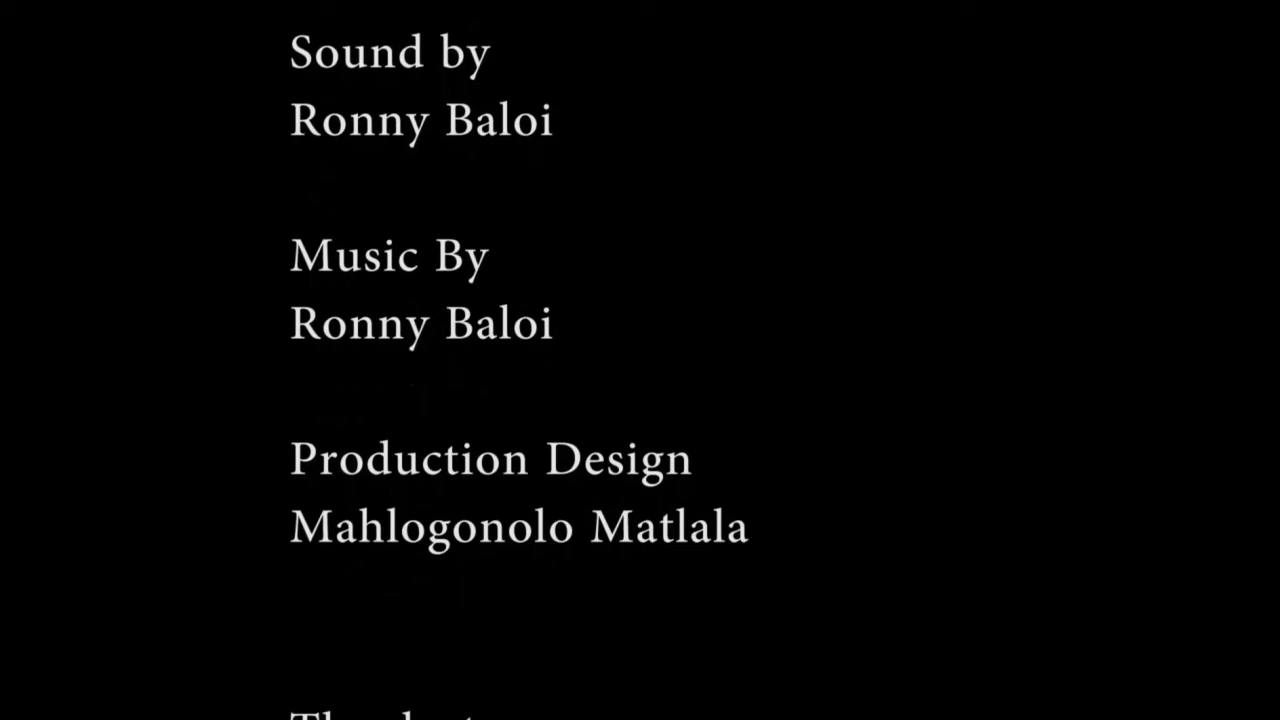 Sound by
Ronny Baloi
Music By
Ronny Baloi
Production Design
Mahlogonolo Matlala